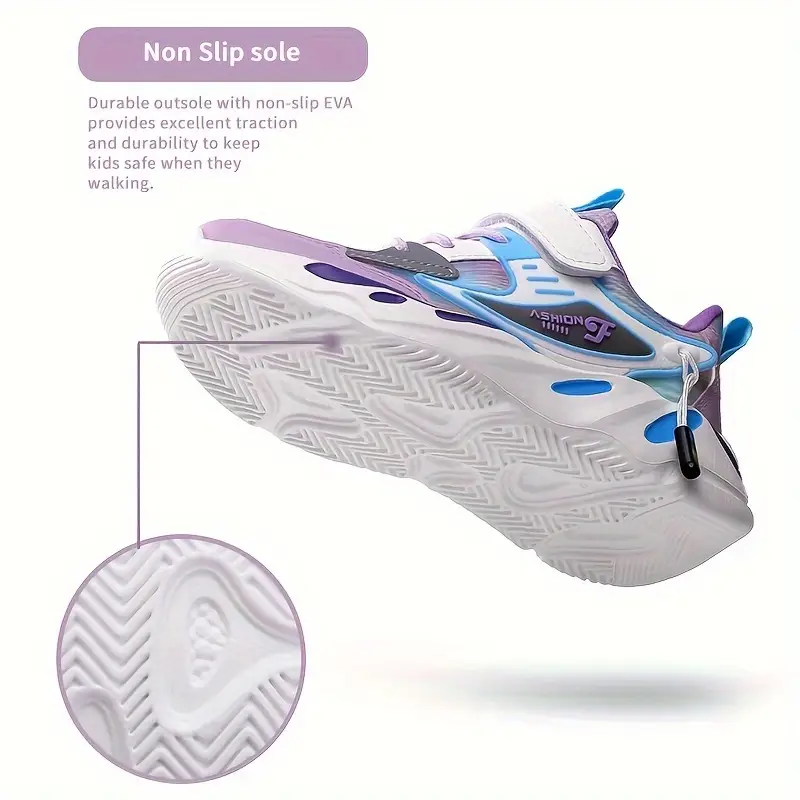 Non Slip sole
Durable outsole with non-slip EVA
provides excellent traction
and durability to keep
kids safe when they
walking.
FASHION